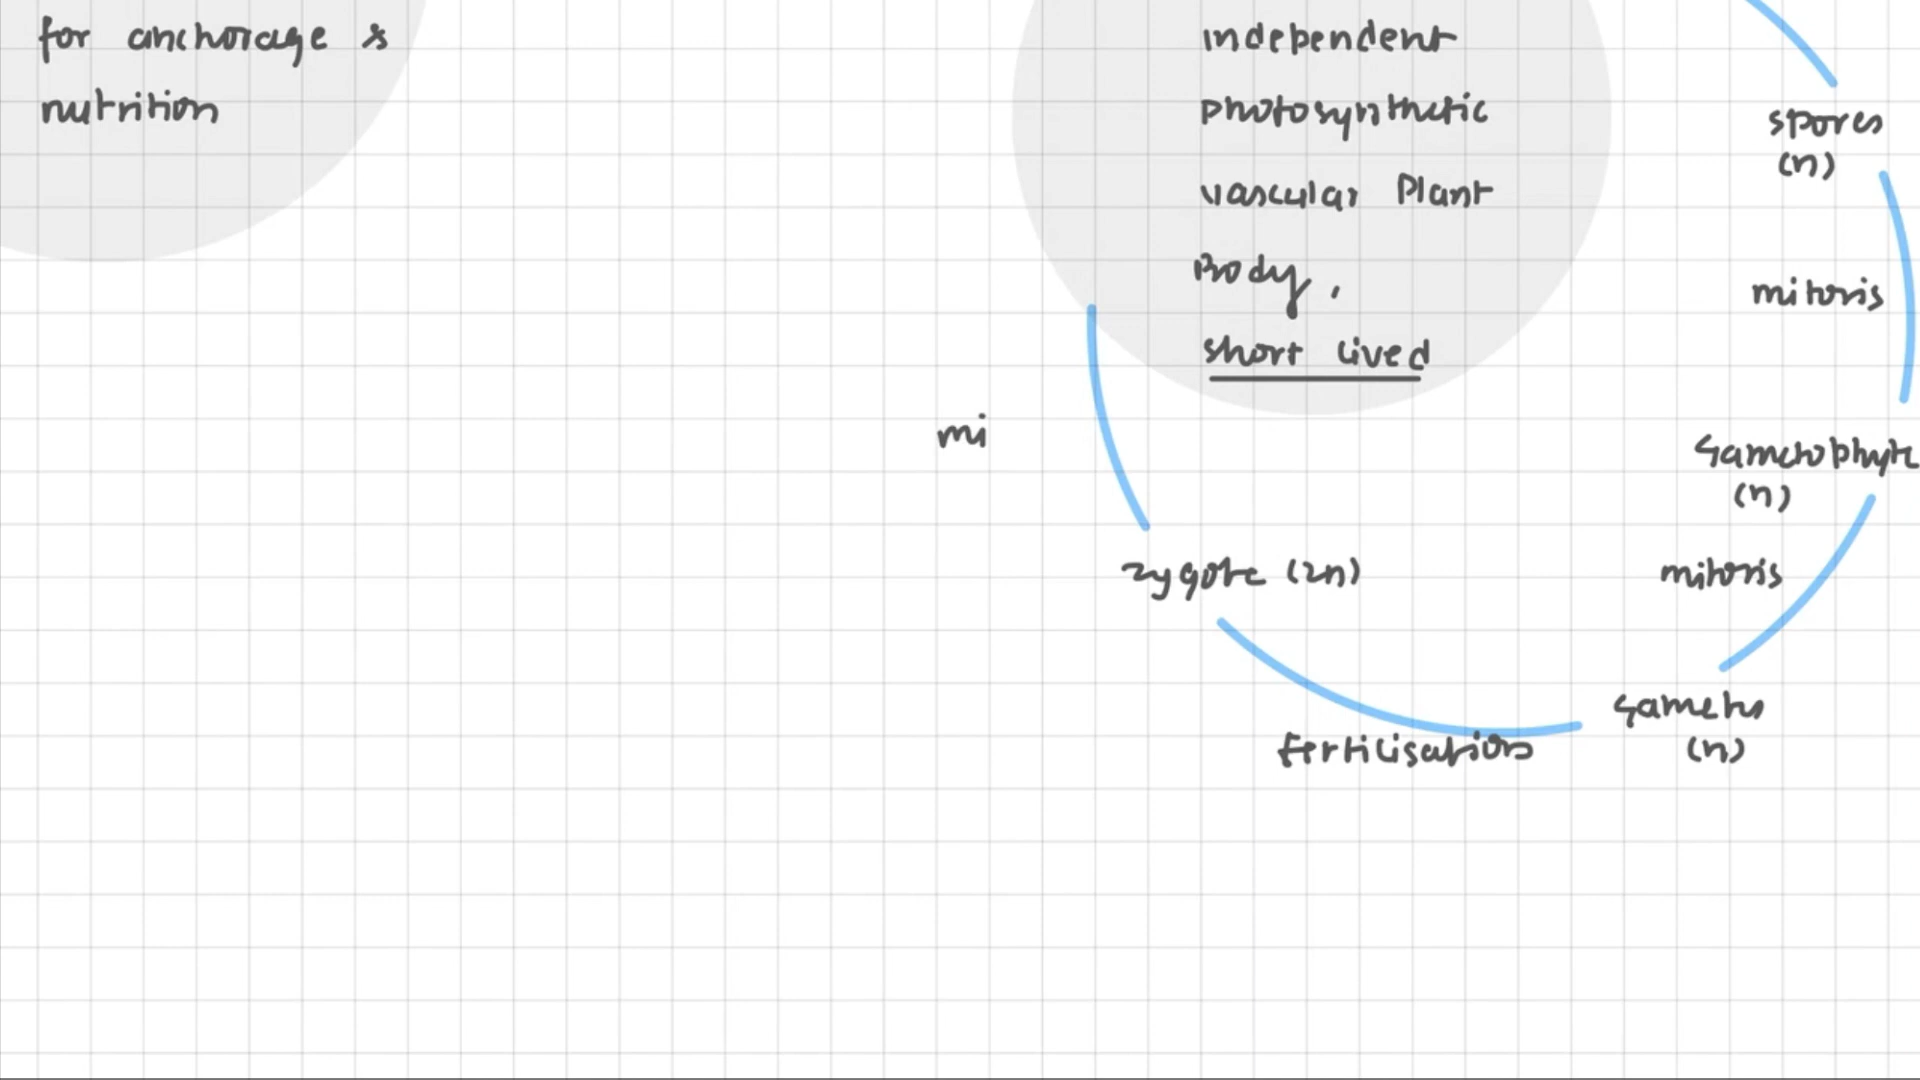 for anchorage &
nutrition
independent
photosynthetic
vascular Plant
Body,
short lived
spores
(n)
mitosis
Gametophyte
(n)
mitosis
Gametes
(n)
fertilisation
zygote (2n)
mi